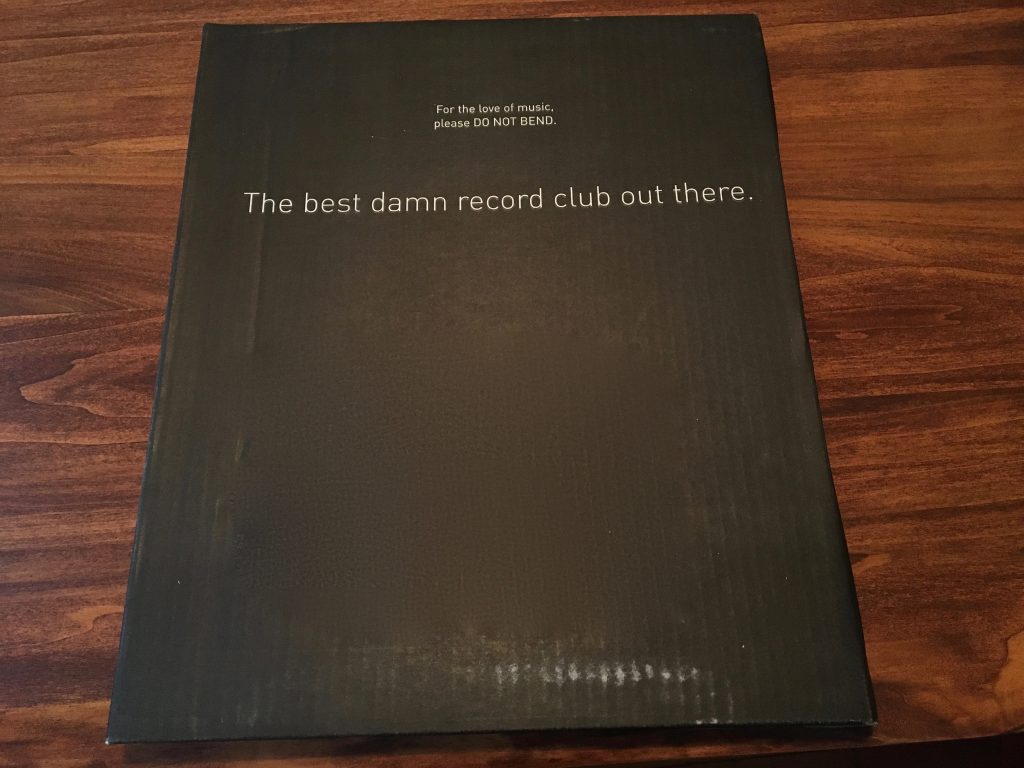 For the love of music,
please DO NOT BEND.
The best damn record club out there.